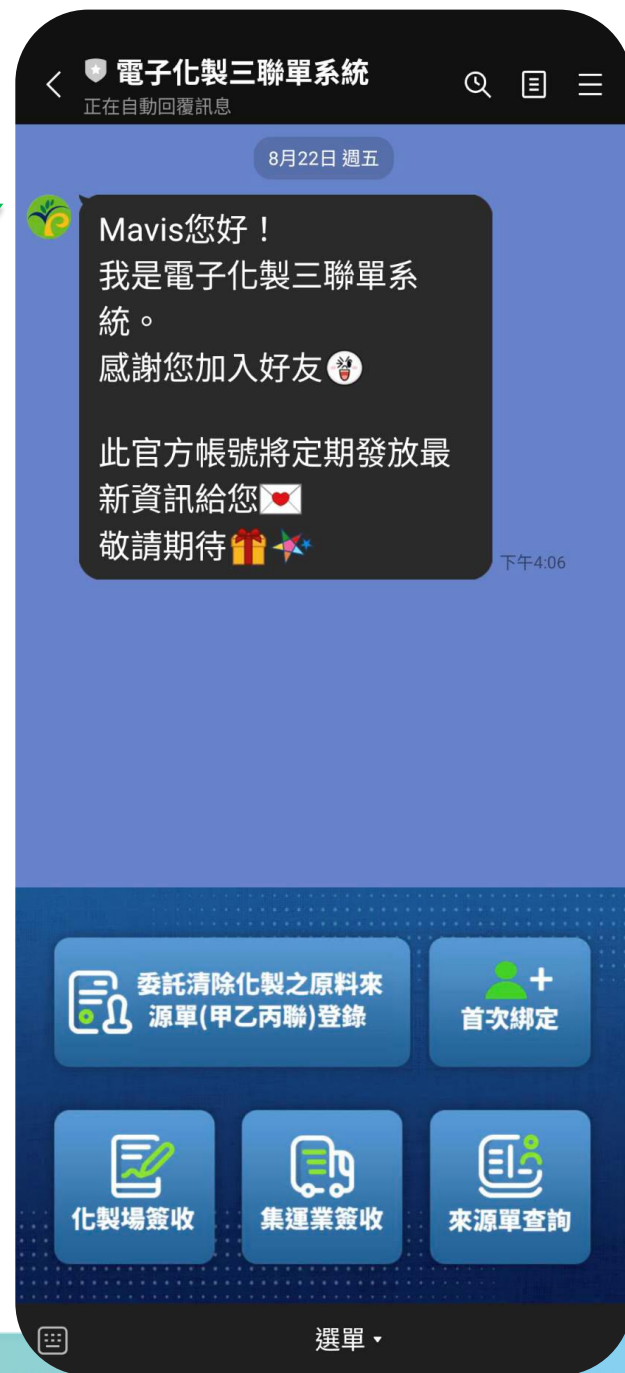 電子化製三聯單系統
正在自動回覆訊息
8月22日 週五
Mavis您好！
我是電子化製三聯單系
統。
感謝您加入好友
此官方帳號將定期發放最
新資訊給您💌
敬請期待🎁
下午4:06
委託清除化製之原料來
源單(甲乙丙聯)登錄
首次綁定
化製場簽收
集運業簽收
來源單查詢
選單